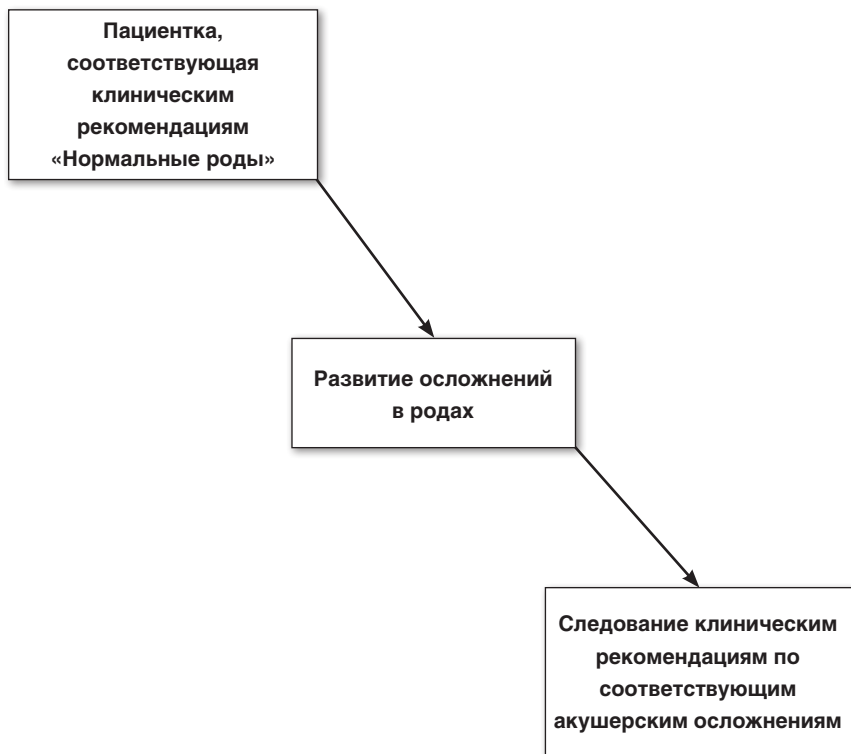 Пациентка,
соответствующая
клиническим
рекомендациям
«Нормальные роды»
Развитие осложнений
в родах
Следование клиническим
рекомендациям по
соответствующим
акушерским осложнениям